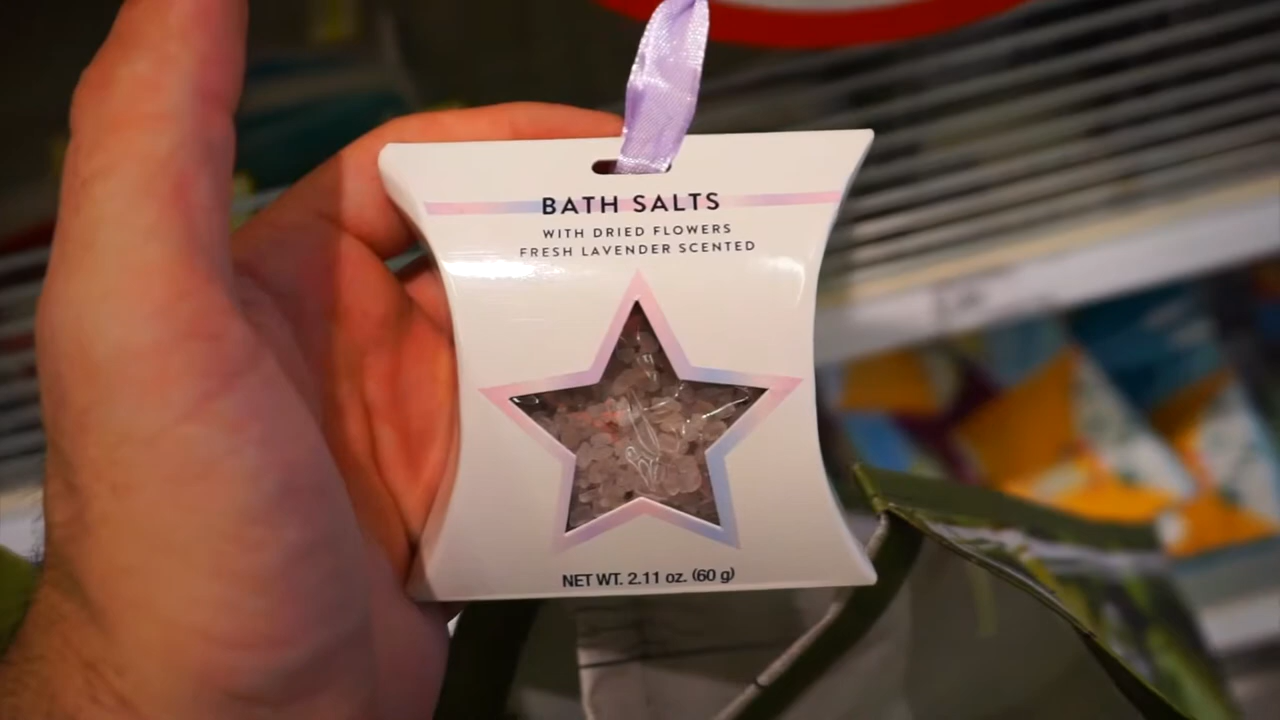 BATH SALTS
WITH DRIED FLOWERS
FRESH LAVENDER SCENTED
NET WT. 2.11 oz. (60 g)